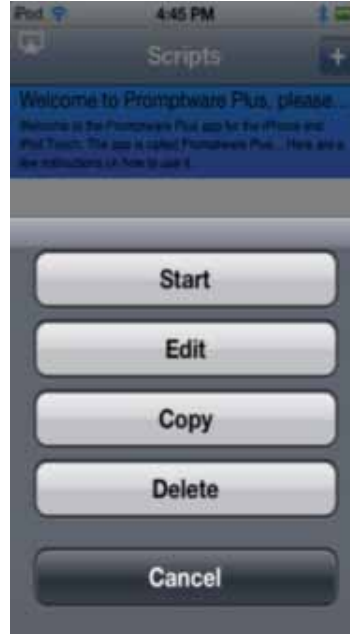 iPod 4:45 PM
Scripts
+
Welcome to Promptware Plus, please...
Welcome to the Promptware Plus app for the iPhone and
iPod Touch. The app is called Promptware Plus... Here are a
few instructions on how to use it.
Start
Edit
Copy
Delete
Cancel